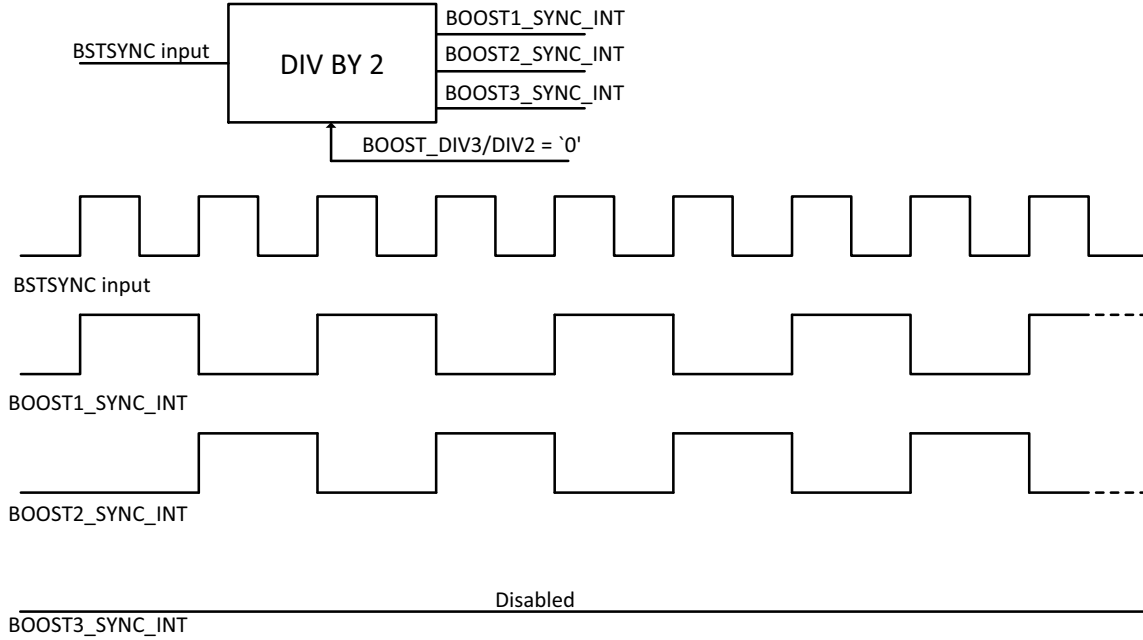 BOOST1_SYNC_INT
BSTSYNC input
DIV BY 2
BOOST2_SYNC_INT
BOOST3_SYNC_INT
BOOST_DIV3/DIV2 = `0'
BSTSYNC input
BOOST1_SYNC_INT
BOOST2_SYNC_INT
Disabled
BOOST3_SYNC_INT